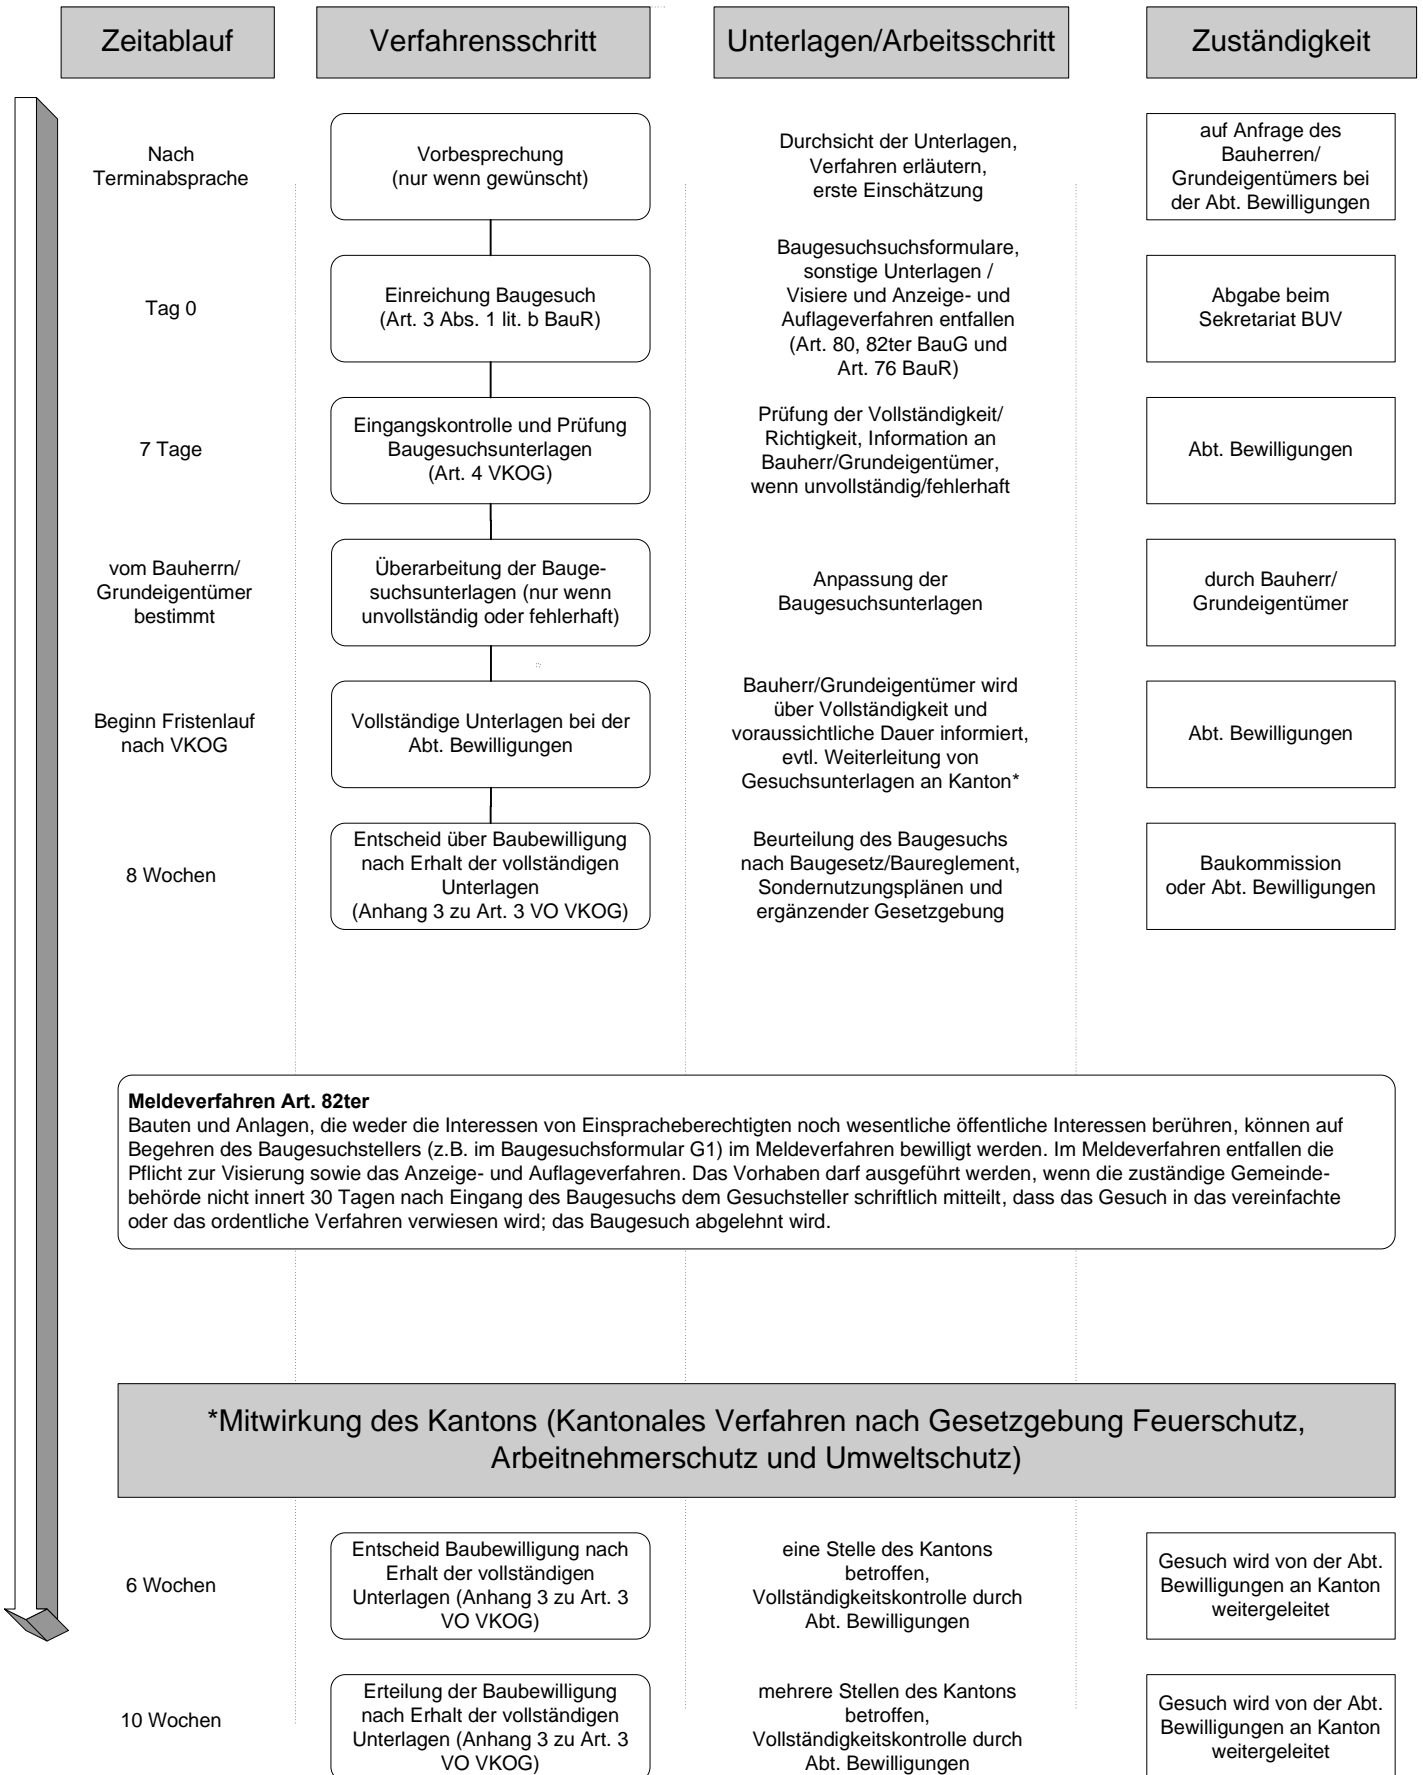 Zeitablauf
Verfahrensschritt
Unterlagen/Arbeitsschritt
Zuständigkeit
Nach
Terminabsprache
Vorbesprechung
(nur wenn gewünscht)
Durchsicht der Unterlagen,
Verfahren erläutern,
erste Einschätzung
auf Anfrage des
Bauherren/
Grundeigentümers bei
der Abt. Bewilligungen
Tag 0
Einreichung Baugesuch
(Art. 3 Abs. 1 lit. b BauR)
Baugesuchsuchsformulare,
sonstige Unterlagen /
Visiere und Anzeige- und
Auflageverfahren entfallen
(Art. 80, 82ter BauG und
Art. 76 BauR)
Abgabe beim
Sekretariat BUV
7 Tage
Eingangskontrolle und Prüfung
Baugesuchsunterlagen
(Art. 4 VKOG)
Prüfung der Vollständigkeit/
Richtigkeit, Information an
Bauherr/Grundeigentümer,
wenn unvollständig/fehlerhaft
Abt. Bewilligungen
vom Bauherrn/
Grundeigentümer
bestimmt
Überarbeitung der Bauge-
suchsunterlagen (nur wenn
unvollständig oder fehlerhaft)
Anpassung der
Baugesuchsunterlagen
durch Bauherr/
Grundeigentümer
Beginn Fristenlauf
nach VKOG
Vollständige Unterlagen bei der
Abt. Bewilligungen
Bauherr/Grundeigentümer wird
über Vollständigkeit und
voraussichtliche Dauer informiert,
evtl. Weiterleitung von
Gesuchsunterlagen an Kanton*
Abt. Bewilligungen
8 Wochen
Entscheid über Baubewilligung
nach Erhalt der vollständigen
Unterlagen
(Anhang 3 zu Art. 3 VO VKOG)
Beurteilung des Baugesuchs
nach Baugesetz/Baureglement,
Sondernutzungsplänen und
ergänzender Gesetzgebung
Baukommission
oder Abt. Bewilligungen
Meldeverfahren Art. 82ter
Bauten und Anlagen, die weder die Interessen von Einspracheberechtigten noch wesentliche öffentliche Interessen berühren, können auf
Begehren des Baugesuchstellers (z.B. im Baugesuchsformular G1) im Meldeverfahren bewilligt werden. Im Meldeverfahren entfallen die
Pflicht zur Visierung sowie das Anzeige- und Auflageverfahren. Das Vorhaben darf ausgeführt werden, wenn die zuständige Gemeinde-
behörde nicht innert 30 Tagen nach Eingang des Baugesuchs dem Gesuchsteller schriftlich mitteilt, dass das Gesuch in das vereinfachte
oder das ordentliche Verfahren verwiesen wird; das Baugesuch abgelehnt wird.
*Mitwirkung des Kantons (Kantonales Verfahren nach Gesetzgebung Feuerschutz,
Arbeitnehmerschutz und Umweltschutz)
6 Wochen
Entscheid Baubewilligung nach
Erhalt der vollständigen
Unterlagen (Anhang 3 zu Art. 3
VO VKOG)
eine Stelle des Kantons
betroffen,
Vollständigkeitskontrolle durch
Abt. Bewilligungen
Gesuch wird von der Abt.
Bewilligungen an Kanton
weitergeleitet
10 Wochen
Erteilung der Baubewilligung
nach Erhalt der vollständigen
Unterlagen (Anhang 3 zu Art. 3
VO VKOG)
mehrere Stellen des Kantons
betroffen,
Vollständigkeitskontrolle durch
Abt. Bewilligungen
Gesuch wird von der Abt.
Bewilligungen an Kanton
weitergeleitet